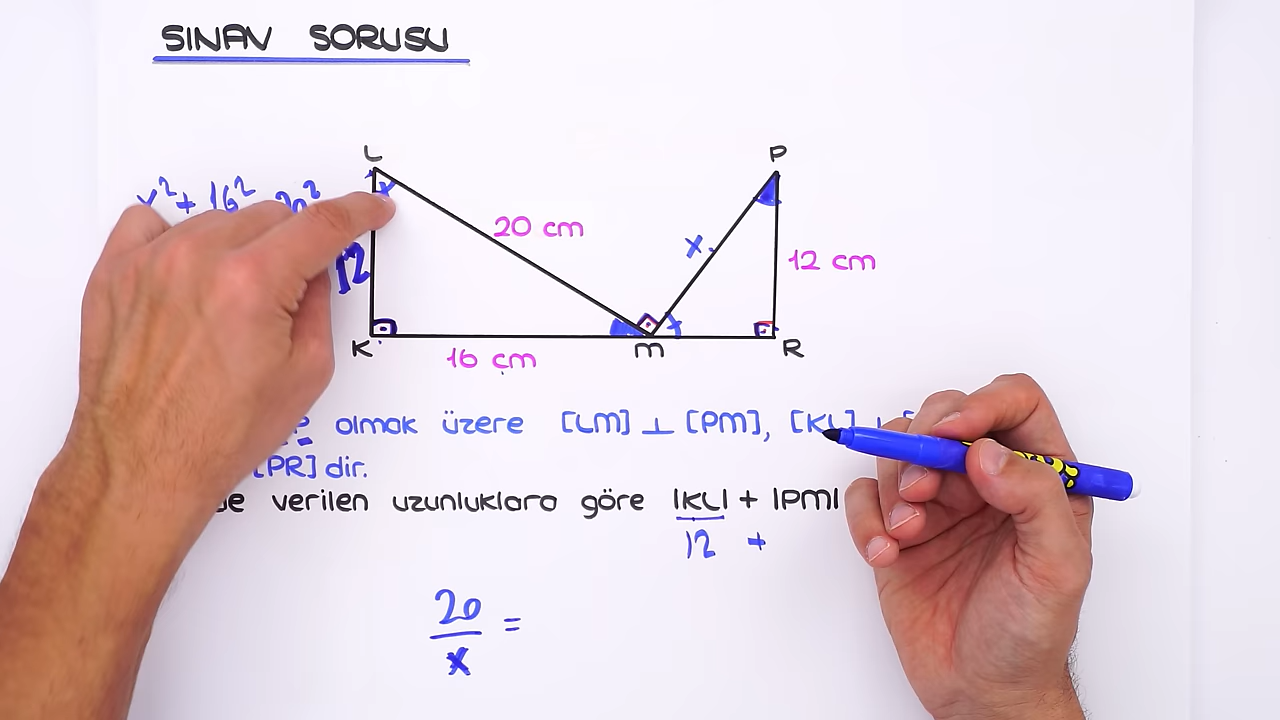 SINAV SORUSU
L
P
x² + 16² 20²
x
20 cm
x
12 cm
12
x
K
M
R
16 cm
olmak üzere [LM] ⊥ [PM], [KL] ⊥
[PR] dir.
verilen uzunluklara göre |KL| + |PM|
12 +
20
=
x